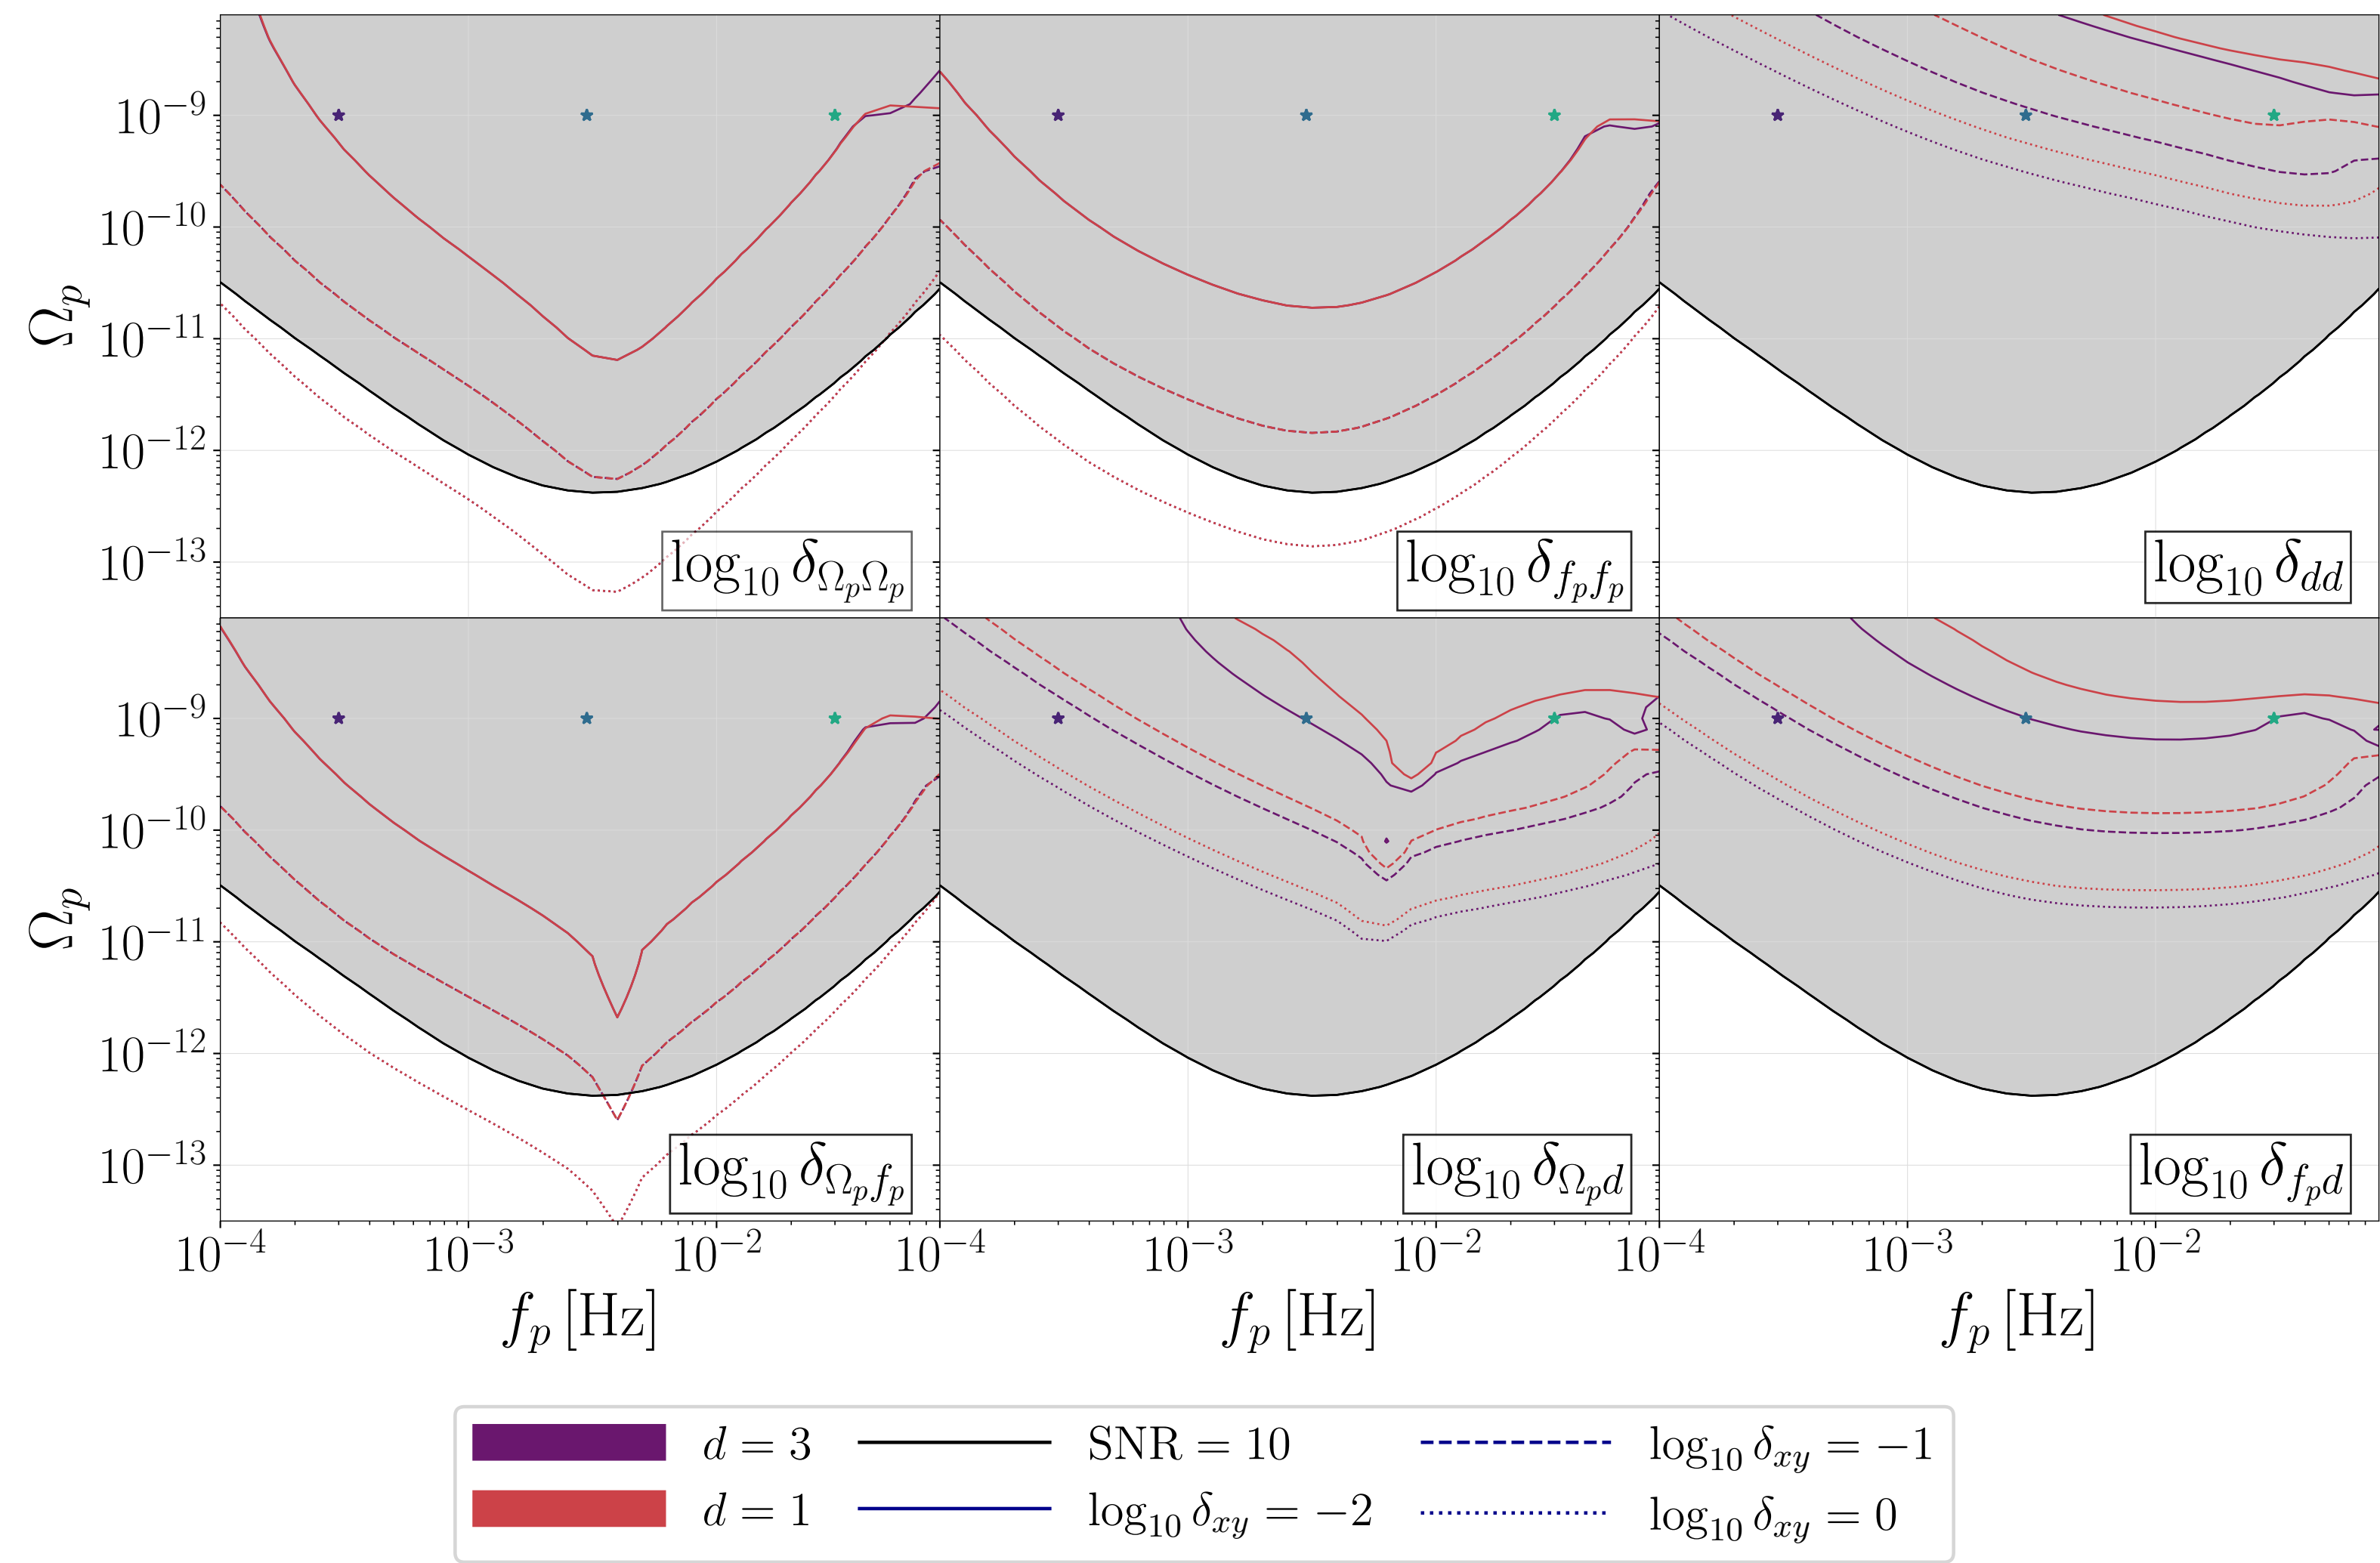 Ω_p
10^{-9}
10^{-10}
10^{-11}
10^{-12}
10^{-13}
log_{10} δ_{Ω_pΩ_p}
log_{10} δ_{f_pf_p}
log_{10} δ_{dd}
Ω_p
10^{-9}
10^{-10}
10^{-11}
10^{-12}
10^{-13}
log_{10} δ_{Ω_pf_p}
log_{10} δ_{Ω_pd}
log_{10} δ_{f_pd}
10^{-4} 10^{-3} 10^{-2} 10^{-4} 10^{-3} 10^{-2} 10^{-4} 10^{-3} 10^{-2}
f_p [Hz] f_p [Hz] f_p [Hz]
d = 3 SNR = 10 log_{10} δ_{xy} = −1
d = 1 log_{10} δ_{xy} = −2 log_{10} δ_{xy} = 0